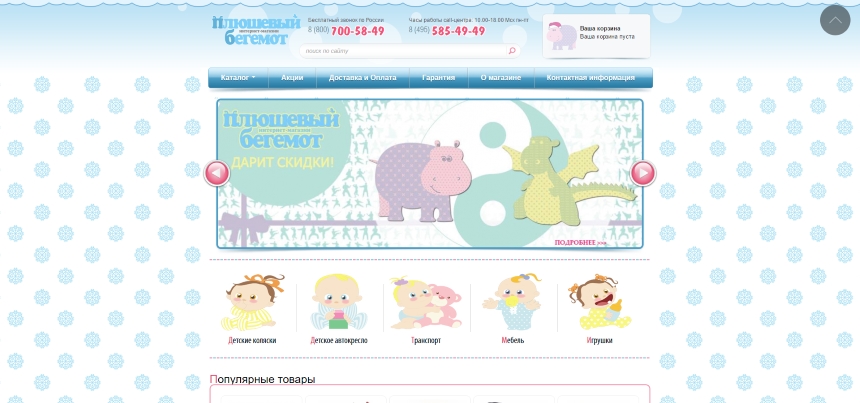 Плюшевый
интернет-магазин
бегемот
Бесплатный звонок по России
8 (800) 700-58-49
Часы работы call-центра: 10.00-18.00 Мск пн-пт
8 (495) 585-49-49
поиск по сайту
Ваша корзина
Ваша корзина пуста
Каталог
Акции
Доставка и Оплата
Гарантия
О магазине
Контактная информация
Плюшевый
интернет-магазин
бегемот
ДАРИТ СКИДКИ!
ПОДРОБНЕЕ >>>
Детские коляски
Детское автокресло
Транспорт
Мебель
Игрушки
Популярные товары